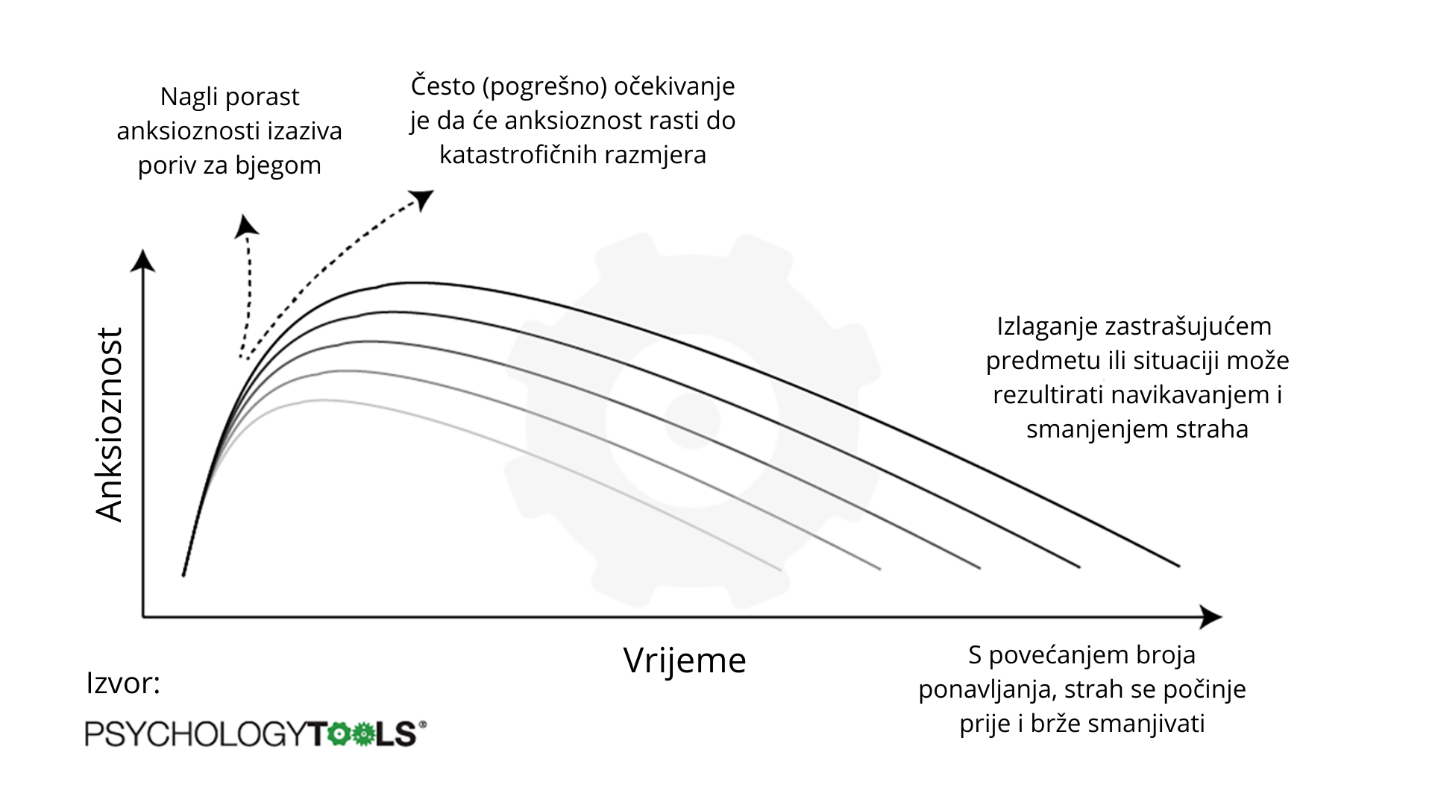 Nagli porast
anksioznosti izaziva
poriv za bjegom
Često (pogrešno) očekivanje
je da će anksioznost rasti do
katastrofičnih razmjera
Anksioznost
Izlaganje zastrašujućem
predmetu ili situaciji može
rezultirati navikavanjem i
smanjenjem straha
Vrijeme
S povećanjem broja
ponavljanja, strah se počinje
prije i brže smanjivati
Izvor:
PSYCHOLOGYTOOLS®